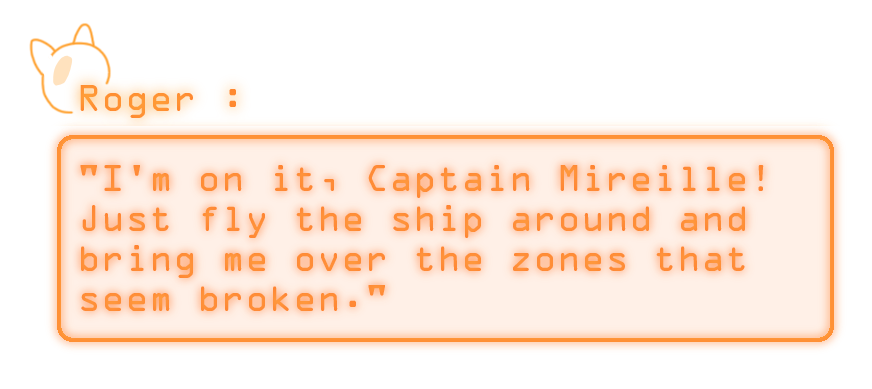 Roger :
"I'm on it, Captain Mireille!
Just fly the ship around and
bring me over the zones that
seem broken."